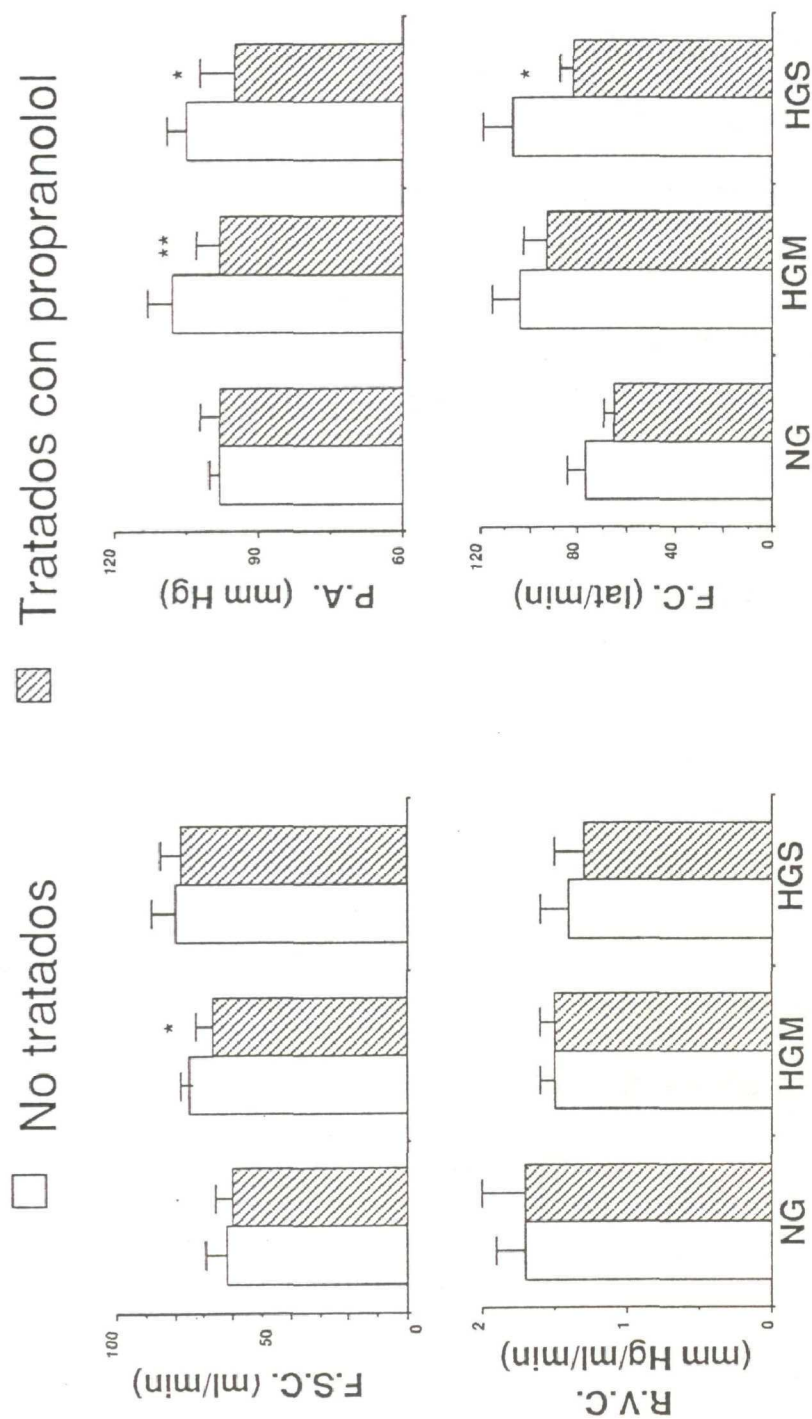 No tratados
Tratados con propranolol
F.S.C. (ml/min)
100
50
0
*
P.A. (mm Hg)
120
90
60
**
*
R.V.C.
(mm Hg/ml/min)
2
1
0
NG HGM HGS
F.C. (lat/min)
120
80
40
0
*
NG HGM HGS